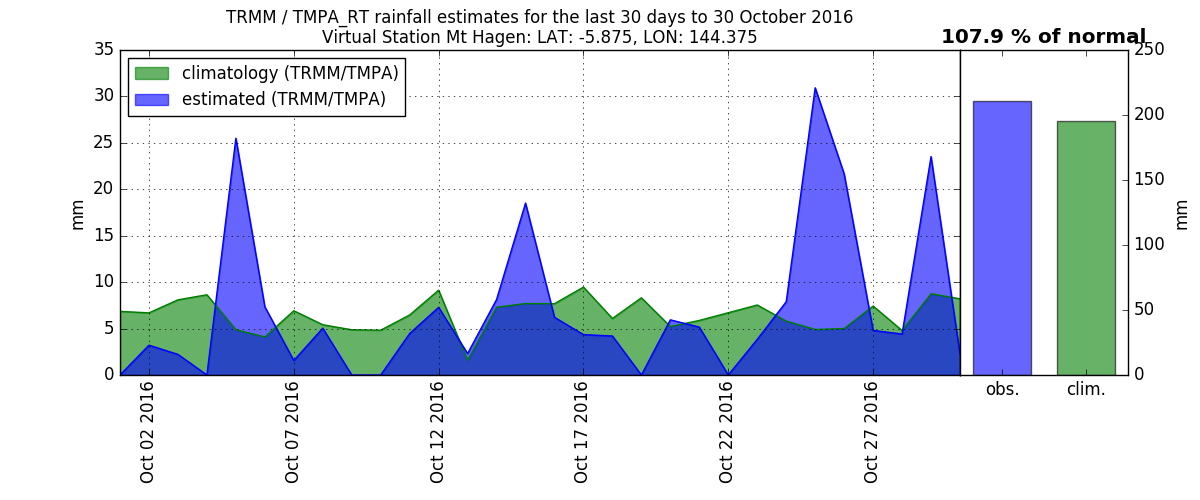 TRMM / TMPA_RT rainfall estimates for the last 30 days to 30 October 2016
Virtual Station Mt Hagen: LAT: -5.875, LON: 144.375
107.9 % of normal
climatology (TRMM/TMPA)
estimated (TRMM/TMPA)
35
30
25
20
15
10
5
0
mm
Oct 02 2016
Oct 07 2016
Oct 12 2016
Oct 17 2016
Oct 22 2016
Oct 27 2016
250
200
150
100
50
0
mm
obs.
clim.